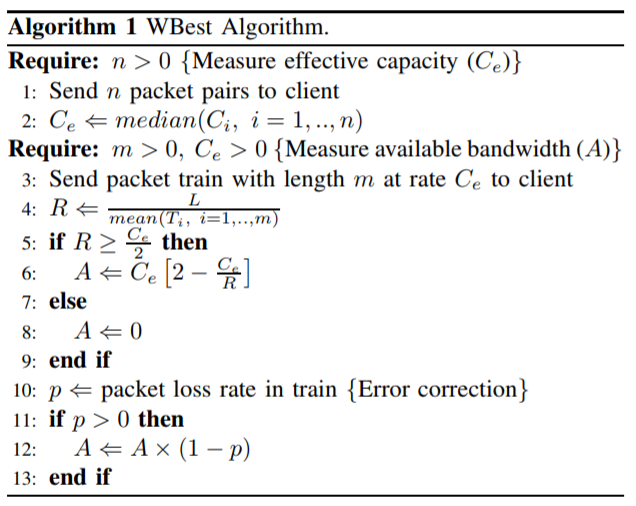 Algorithm 1 WBest Algorithm.
Require: n > 0 {Measure effective capacity (C_e)}
1: Send n packet pairs to client
2: C_e ⇐ median(C_i, i = 1, .., n)
Require: m > 0, C_e > 0 {Measure available bandwidth (A)}
3: Send packet train with length m at rate C_e to client
4: R ⇐ L / mean(T_i, i=1,..,m)
5: if R ≥ C_e / 2 then
6: A ⇐ C_e [2 − C_e / R]
7: else
8: A ⇐ 0
9: end if
10: p ⇐ packet loss rate in train {Error correction}
11: if p > 0 then
12: A ⇐ A × (1 − p)
13: end if